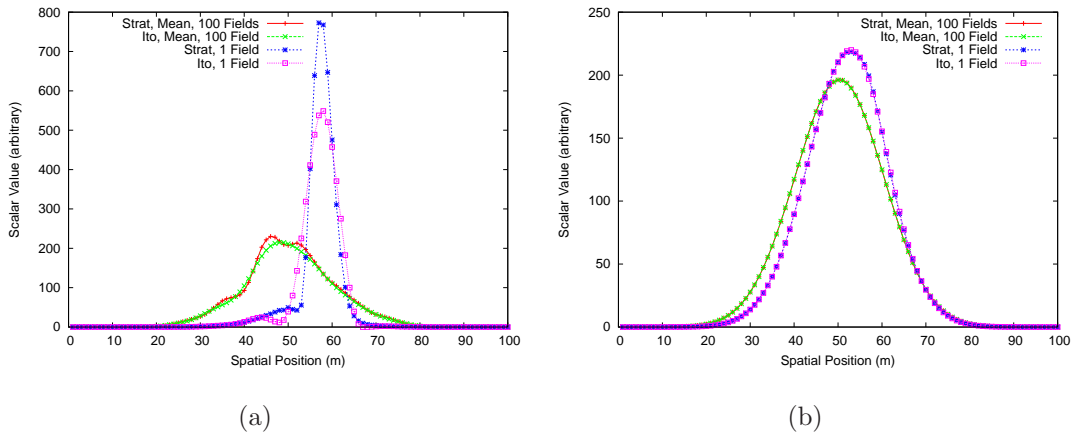 800
700
600
500
400
300
200
100
0
0 10 20 30 40 50 60 70 80 90 100
Scalar Value (arbitrary)
Spatial Position (m)
Strat, Mean, 100 Fields
Ito, Mean, 100 Field
Strat, 1 Field
Ito, 1 Field
(a)
250
200
150
100
50
0
0 10 20 30 40 50 60 70 80 90 100
Scalar Value (arbitrary)
Spatial Position (m)
Strat, Mean, 100 Fields
Ito, Mean, 100 Field
Strat, 1 Field
Ito, 1 Field
(b)